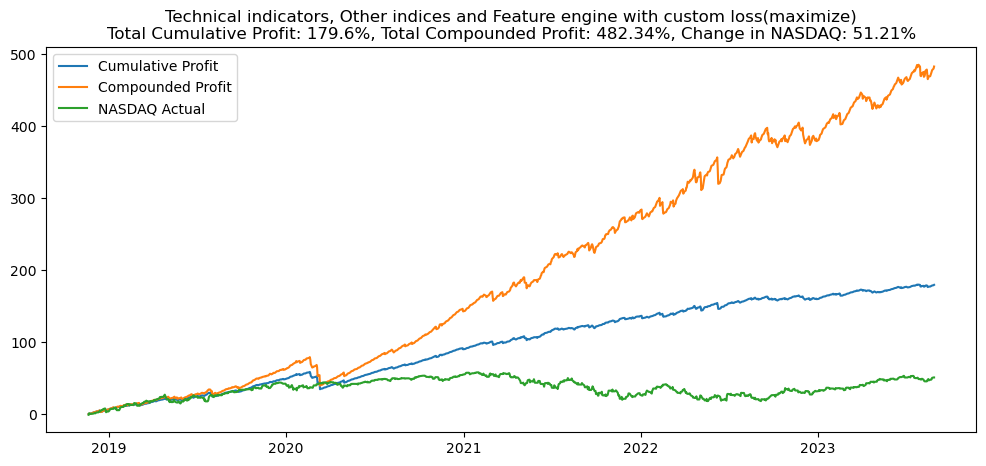 Technical indicators, Other indices and Feature engine with custom loss(maximize)
Total Cumulative Profit: 179.6%, Total Compounded Profit: 482.34%, Change in NASDAQ: 51.21%
Cumulative Profit
Compounded Profit
NASDAQ Actual
500
400
300
200
100
0
2019 2020 2021 2022 2023